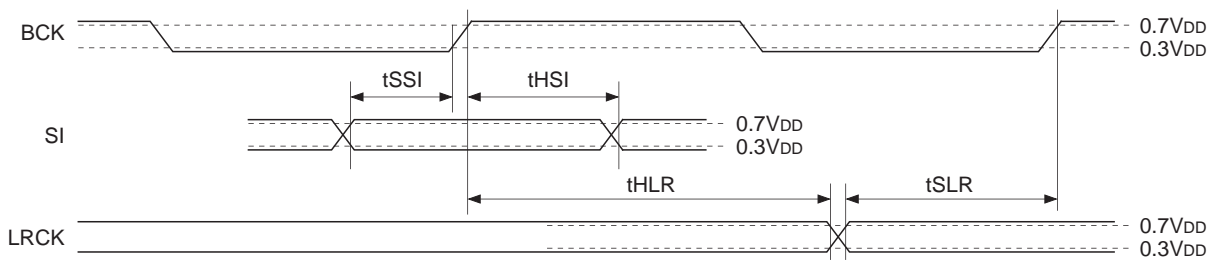 BCK
0.7VDD
0.3VDD
tSSI
tHSI
SI
0.7VDD
0.3VDD
tHLR
tSLR
LRCK
0.7VDD
0.3VDD